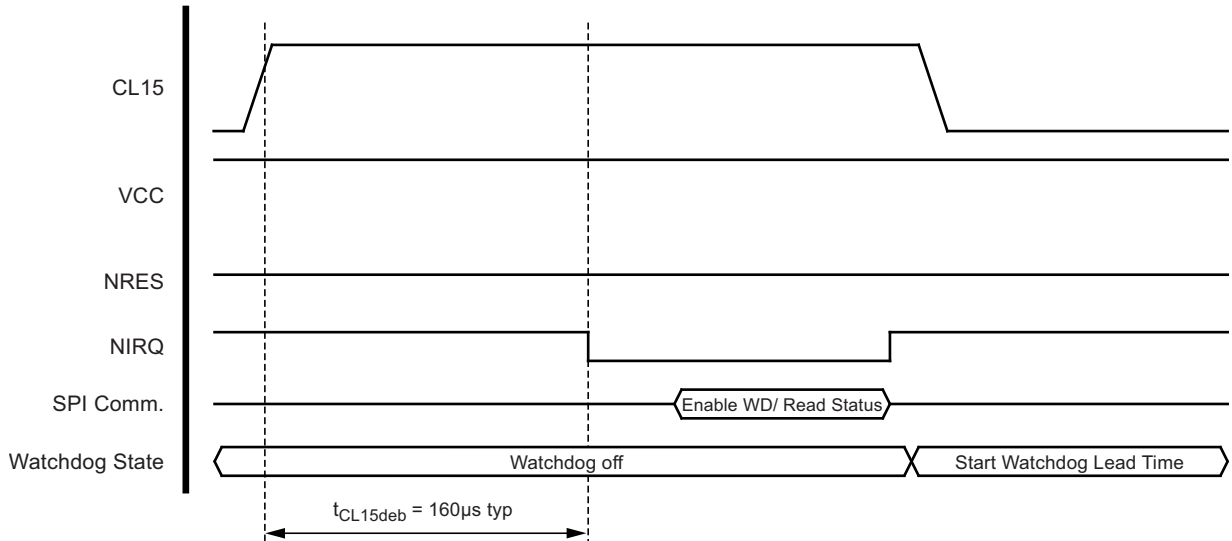 CL15
VCC
NRES
NIRQ
SPI Comm.
Enable WD/ Read Status
Watchdog State
Watchdog off
Start Watchdog Lead Time
tCL15deb = 160μs typ